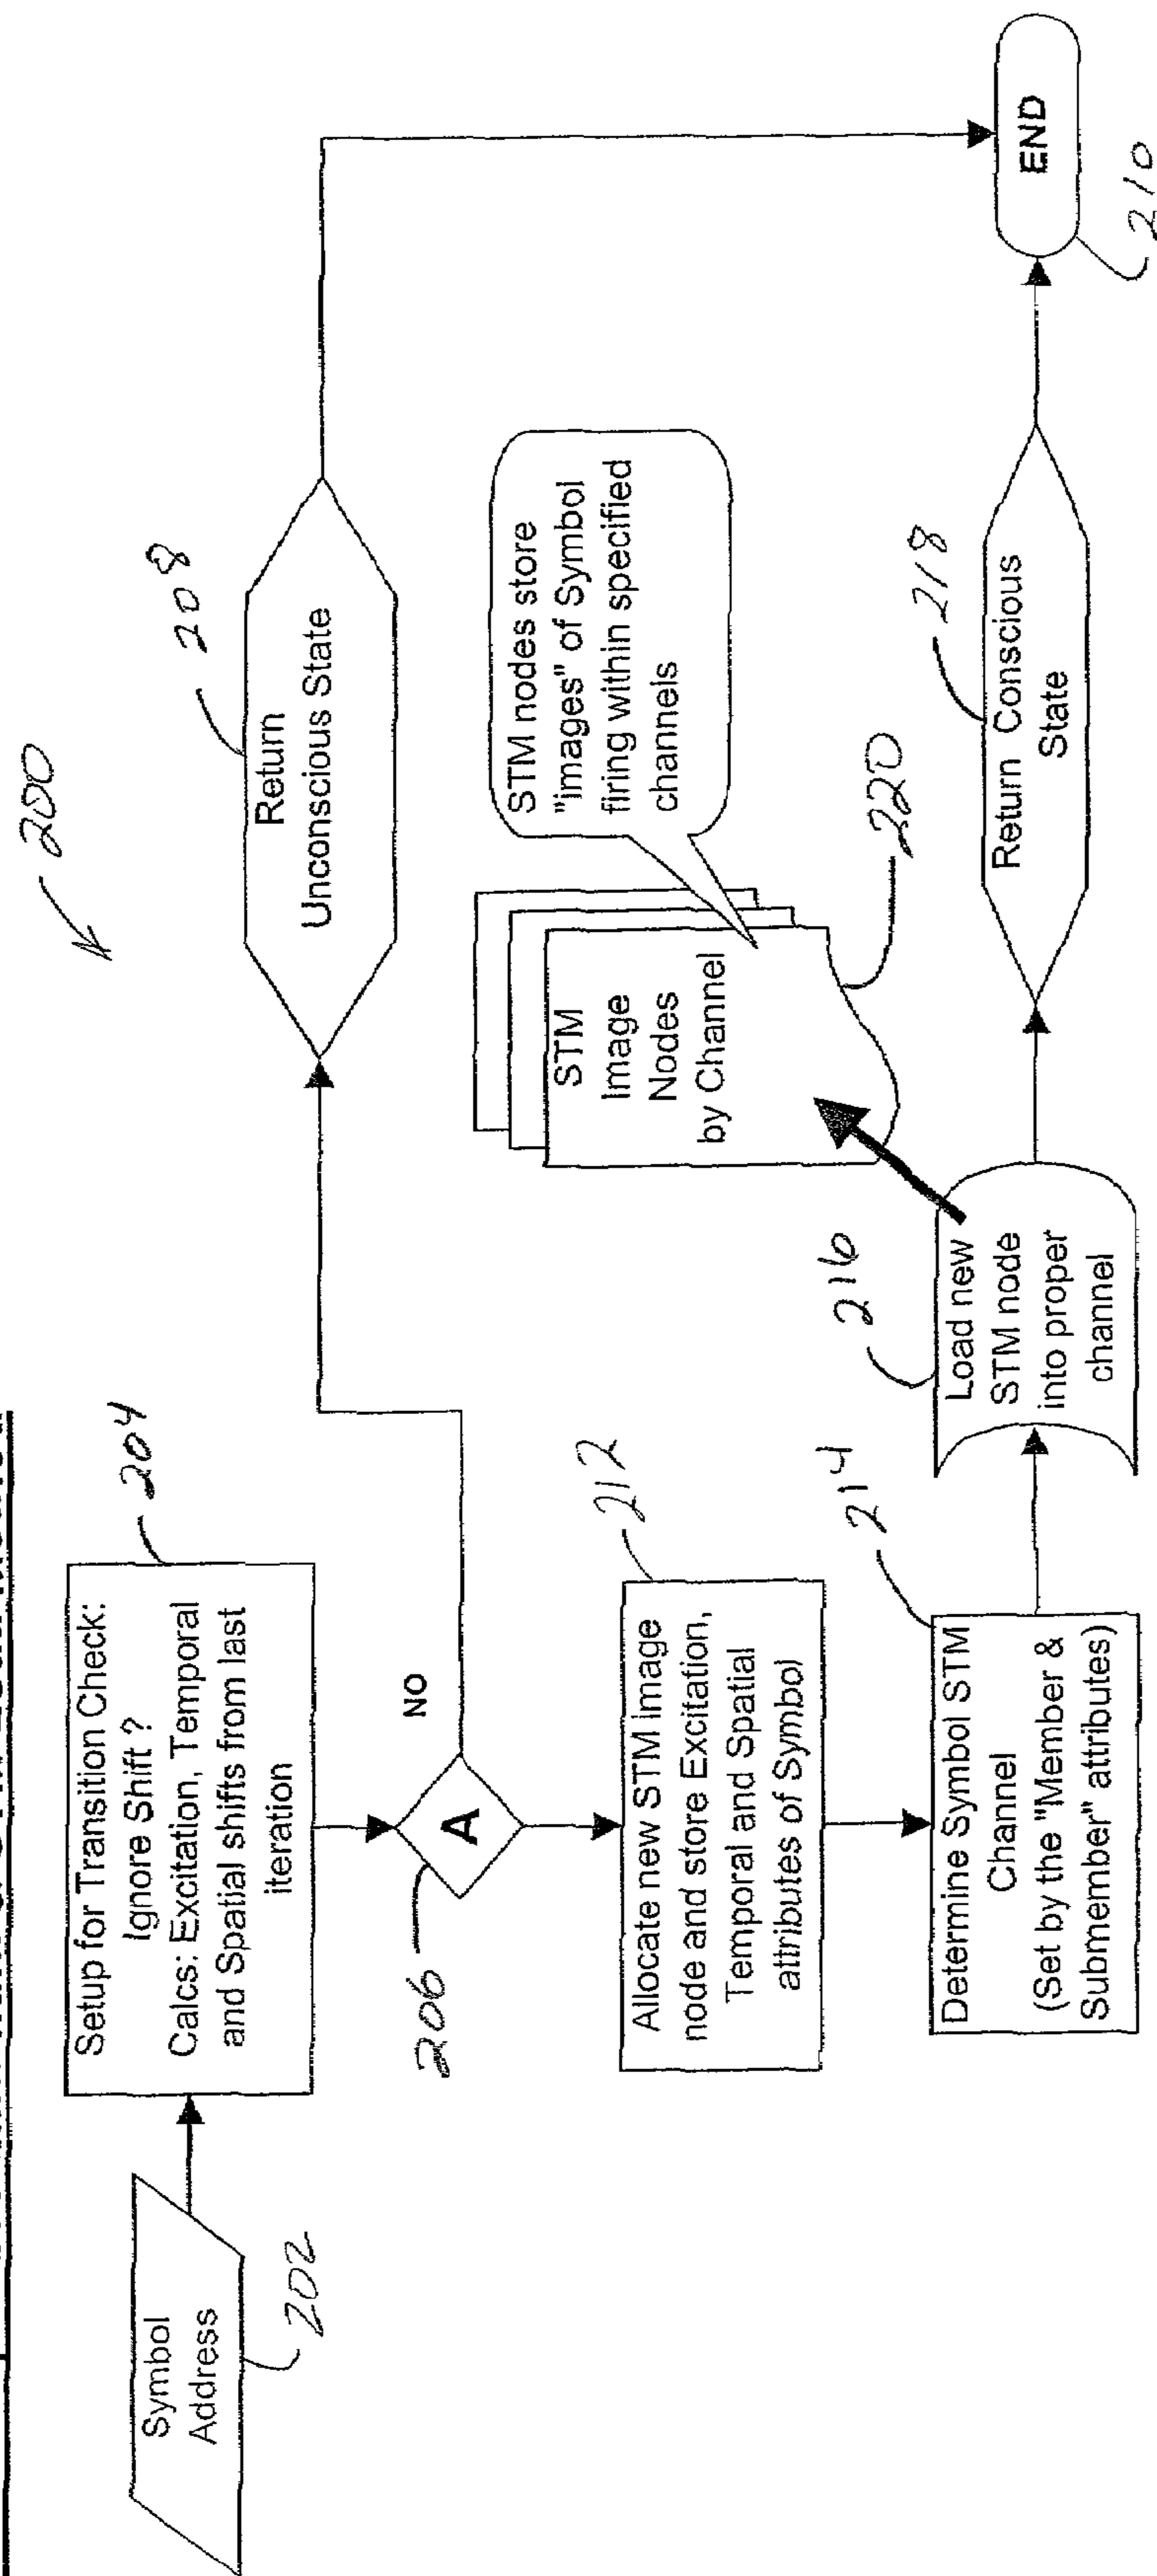 200
Symbol
Address
202
Setup for Transition Check:
Ignore Shift ?
Calcs: Excitation, Temporal
and Spatial shifts from last
iteration
204
A
206
NO
Return
Unconscious State
208
Allocate new STM image
node and store Excitation,
Temporal and Spatial
attributes of Symbol
212
Determine Symbol STM
Channel
(Set by the "Member &
Submember" attributes)
214
Load new
STM node
into proper
channel
216
STM
Image
Nodes
by Channel
220
STM nodes store
"images" of Symbol
firing within specified
channels
Return Conscious
State
218
END
210